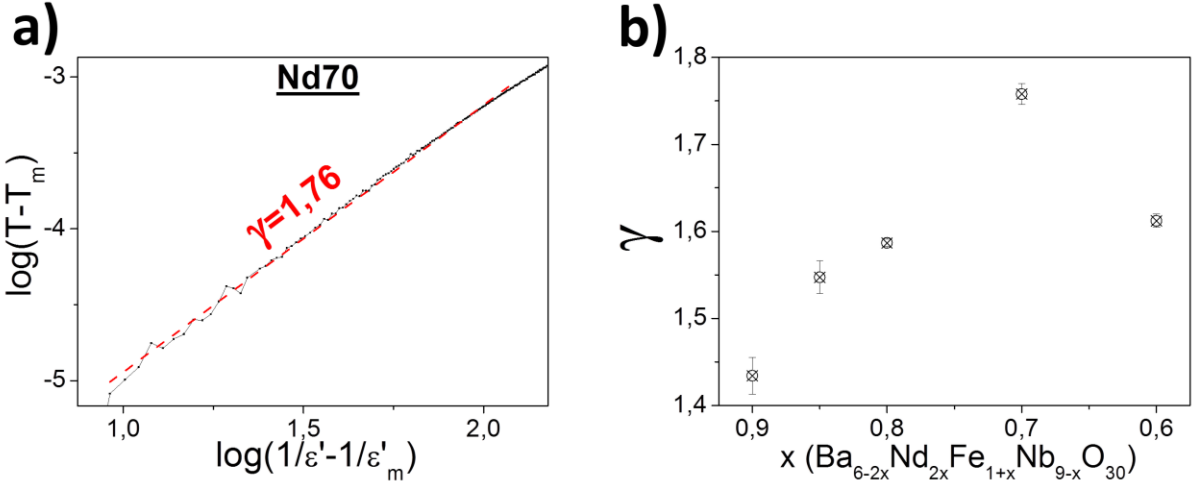 a)
Nd70
-3
-4
-5
log(T-Tₘ)
γ=1,76
1,0 1,5 2,0
log(1/ε'-1/ε'ₘ)
b)
1,8
1,7
1,6
1,5
1,4
γ
0,9 0,8 0,7 0,6
x (Ba₆₋₂ₓNd₂ₓFe₁₊ₓNb₉₋ₓO₃₀)